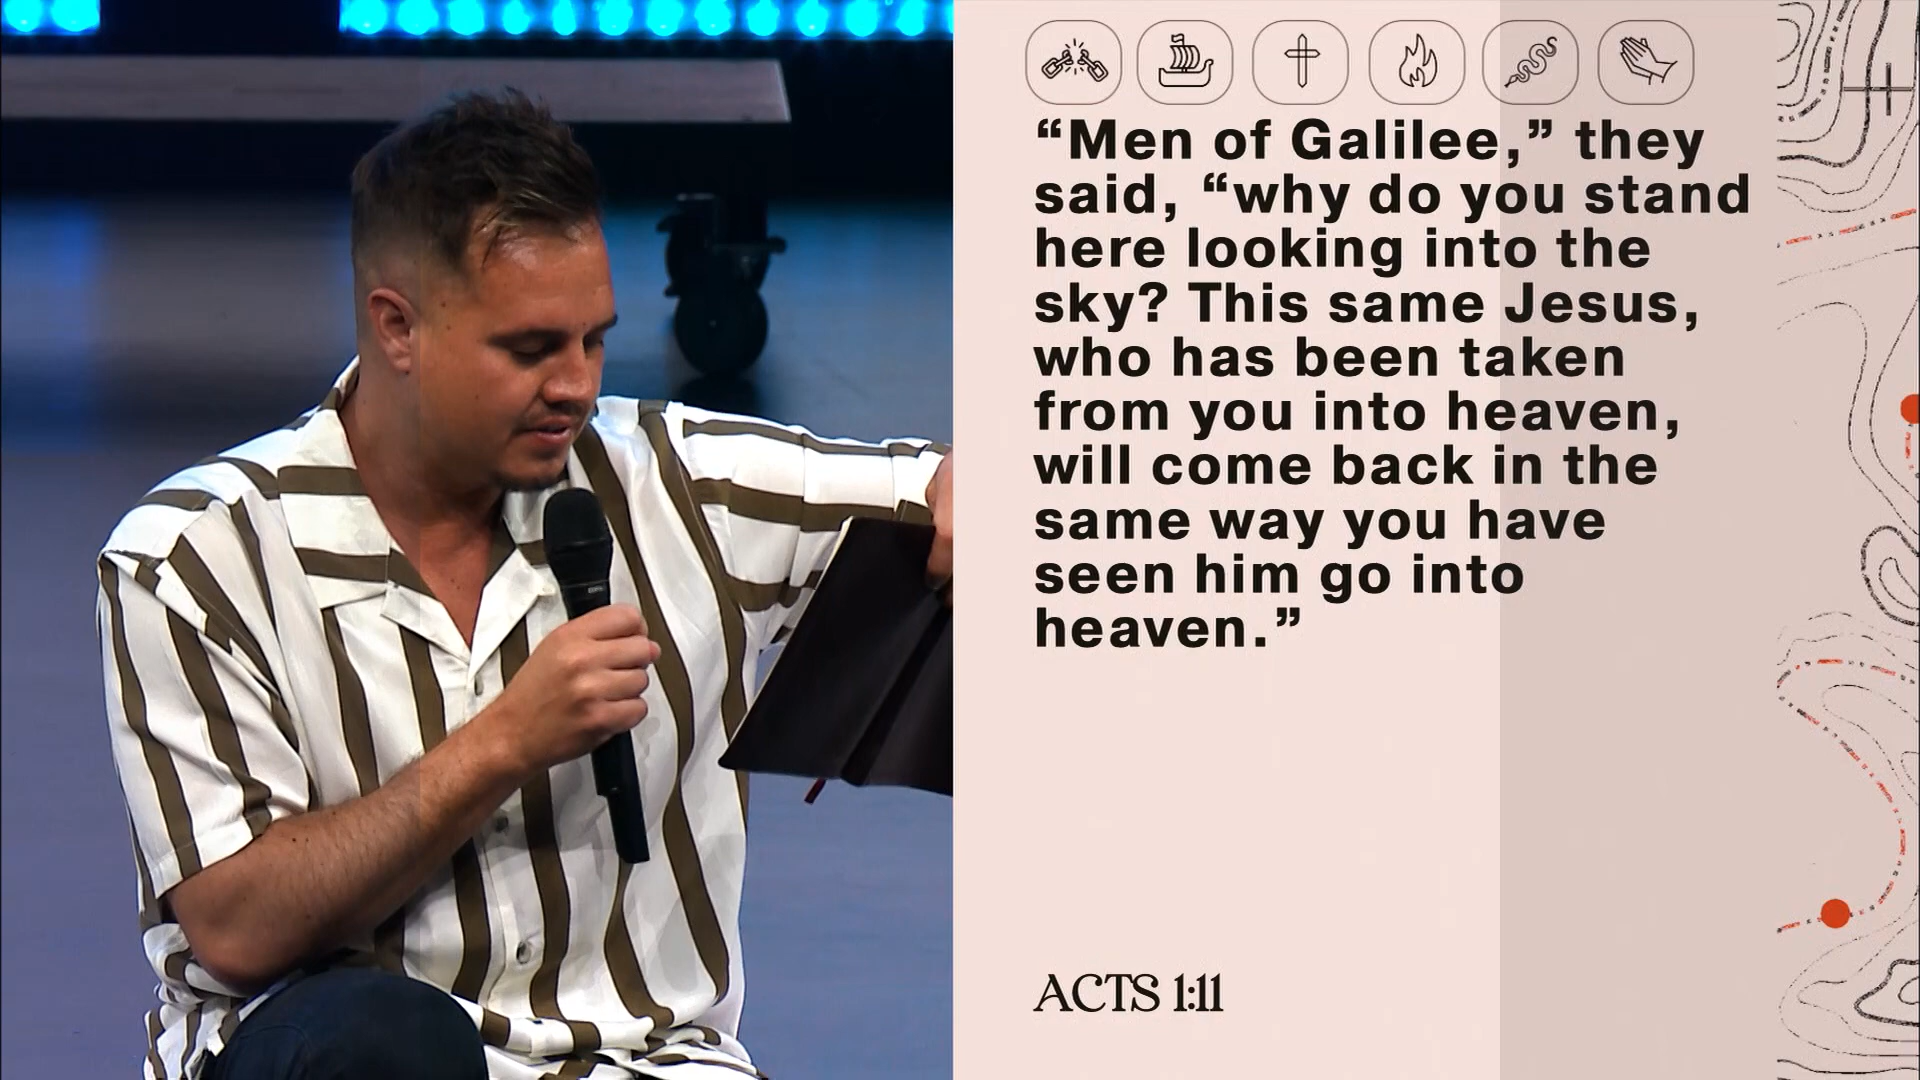 “Men of Galilee,” they
said, “why do you stand
here looking into the
sky? This same Jesus,
who has been taken
from you into heaven,
will come back in the
same way you have
seen him go into
heaven.”
ACTS 1:11